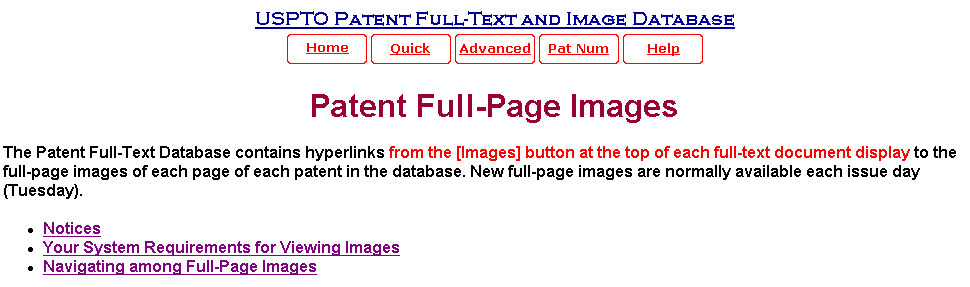 USPTO Patent Full-Text and Image Database
Home Quick Advanced Pat Num Help
Patent Full-Page Images
The Patent Full-Text Database contains hyperlinks from the [Images] button at the top of each full-text document display to the
full-page images of each page of each patent in the database. New full-page images are normally available each issue day
(Tuesday).
Notices
Your System Requirements for Viewing Images
Navigating among Full-Page Images